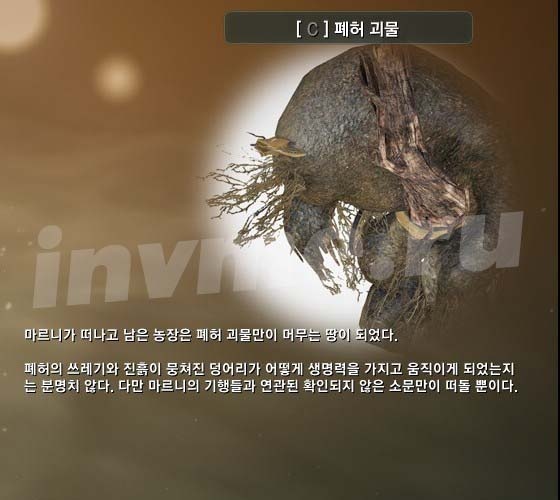 [ C ] 폐허 괴물
invmc.ru
마르니가 떠나고 남은 농장은 폐허 괴물만이 머무는 땅이 되었다.
폐허의 쓰레기와 진흙이 뭉쳐진 덩어리가 어떻게 생명력을 가지고 움직이게 되었는지
는 분명치 않다. 다만 마르니의 기행들과 연관된 확인되지 않은 소문만이 떠돌 뿐이다.